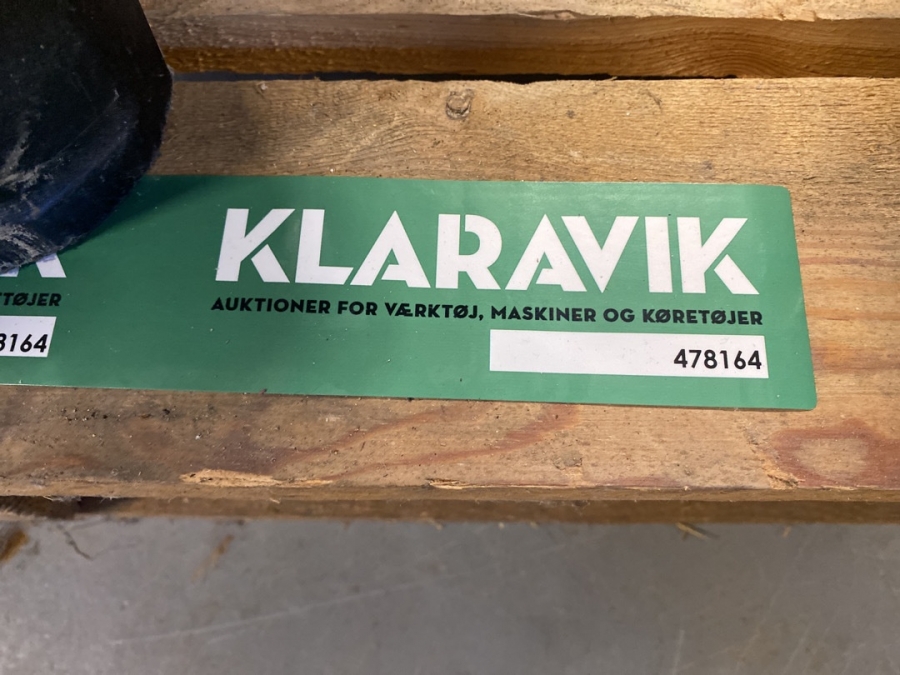 KLARAVIK
AUKTIONER FOR VÆRKTØJ, MASKINER OG KØRETØJER
478164